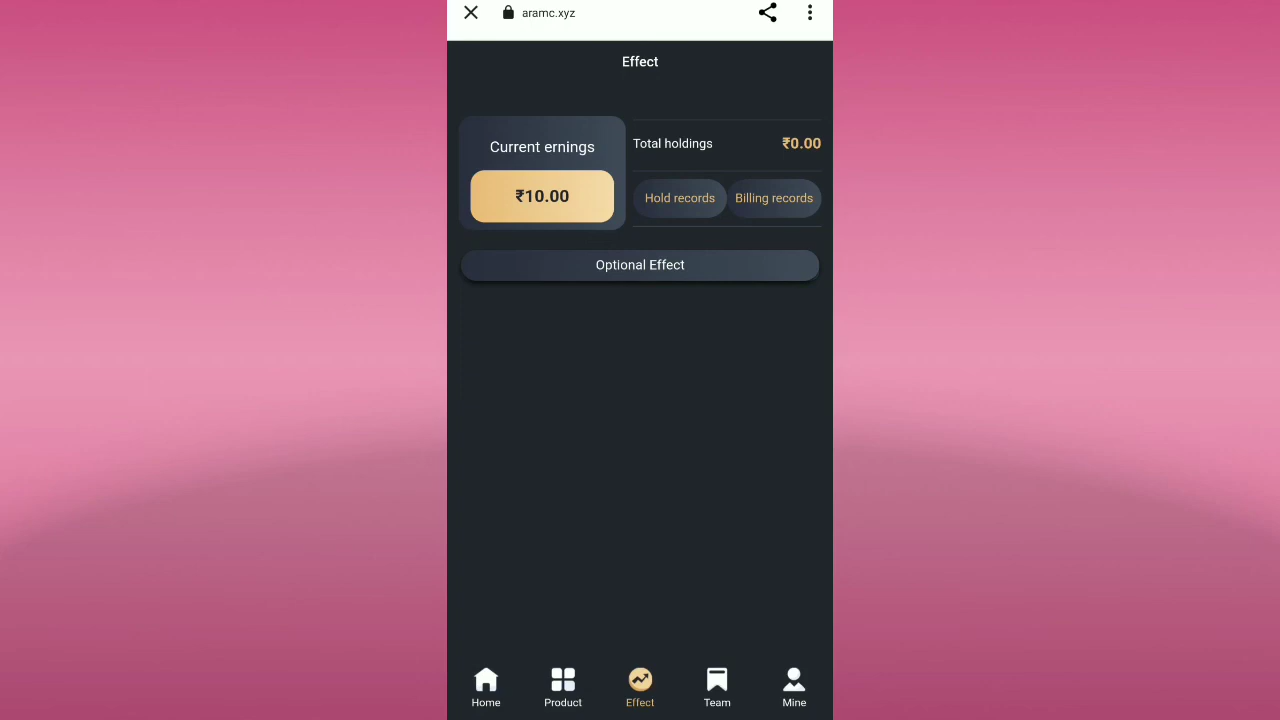 aramc.xyz
Effect
Current ernings
₹10.00
Total holdings ₹0.00
Hold records Billing records
Optional Effect
Home Product Effect Team Mine